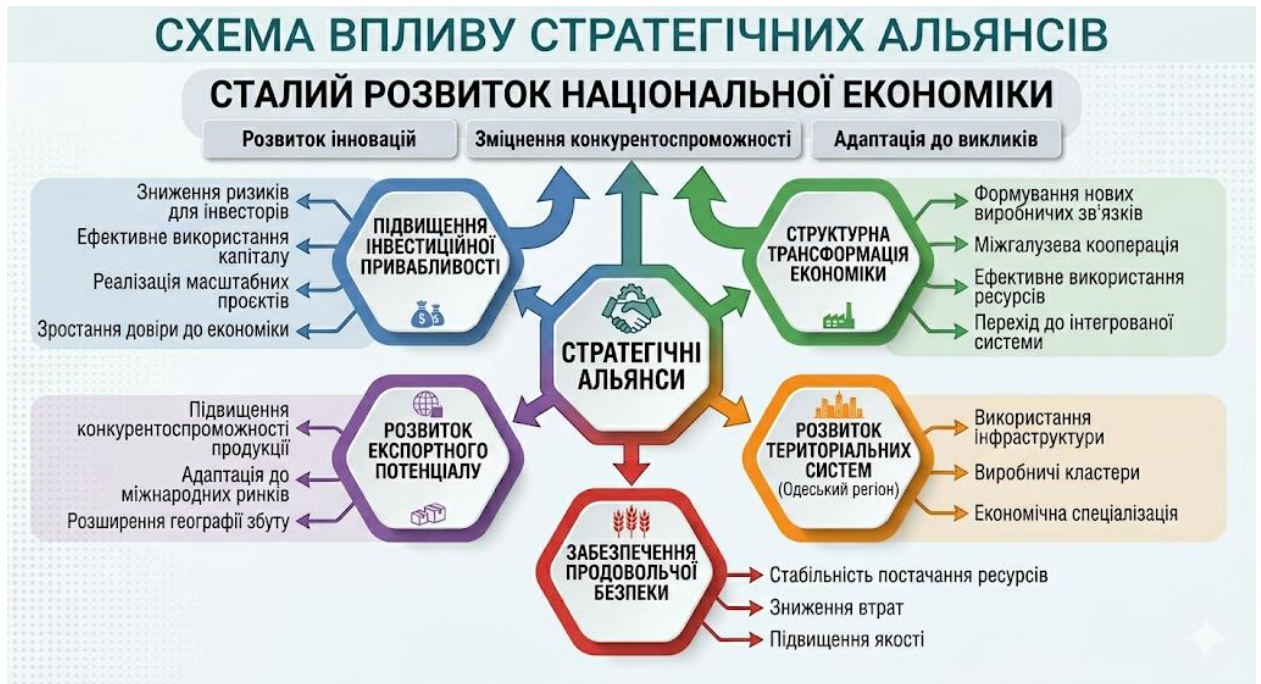 СХЕМА ВПЛИВУ СТРАТЕГІЧНИХ АЛЬЯНСІВ
СТАЛИЙ РОЗВИТОК НАЦІОНАЛЬНОЇ ЕКОНОМІКИ
Розвиток інновацій
Зміцнення конкурентоспроможності
Адаптація до викликів
Зниження ризиків
для інвесторів
Ефективне використання
капіталу
Реалізація масштабних
проєктів
Зростання довіри до економіки
ПІДВИЩЕННЯ
ІНВЕСТИЦІЙНОЇ
ПРИВАБЛИВОСТІ
СТРУКТУРНА
ТРАНСФОРМАЦІЯ
ЕКОНОМІКИ
Формування нових
виробничих зв'язків
Міжгалузева кооперація
Ефективне використання
ресурсів
Перехід до інтегрованої
системи
СТРАТЕГІЧНІ
АЛЬЯНСИ
Підвищення
конкурентоспроможності
продукції
Адаптація до
міжнародних ринків
Розширення географії збуту
РОЗВИТОК
ЕКСПОРТНОГО
ПОТЕНЦІАЛУ
РОЗВИТОК
ТЕРИТОРІАЛЬНИХ
СИСТЕМ
(Одеський регіон)
Використання
інфраструктури
Виробничі кластери
Економічна спеціалізація
ЗАБЕЗПЕЧЕННЯ
ПРОДОВОЛЬЧОЇ
БЕЗПЕКИ
Стабільність постачання ресурсів
Зниження втрат
Підвищення якості